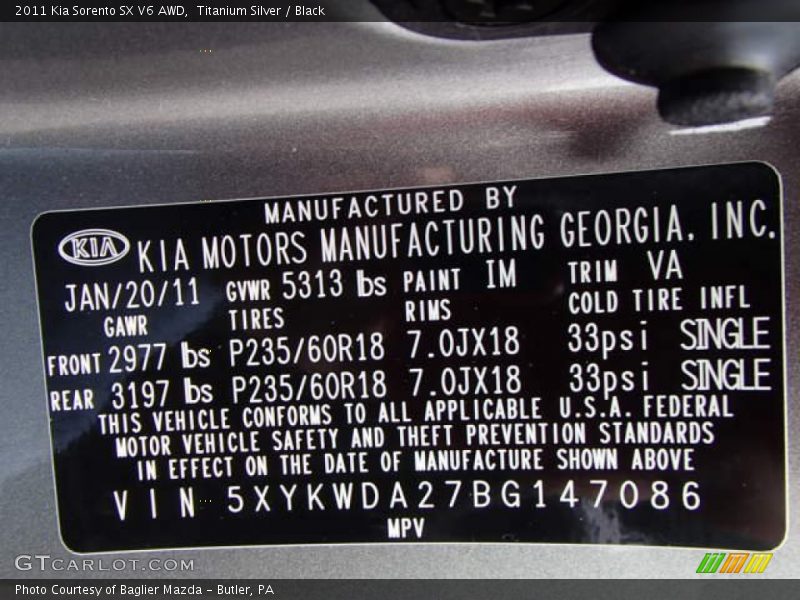 2011 Kia Sorento SX V6 AWD,  Titanium Silver / Black
MANUFACTURED BY
KIA KIA MOTORS MANUFACTURING GEORGIA, INC.
JAN/20/11 GVWR 5313 lbs PAINT IM TRIM VA
GAWR TIRES RIMS COLD TIRE INFL
FRONT 2977 lbs P235/60R18 7.0JX18 33psi SINGLE
REAR 3197 lbs P235/60R18 7.0JX18 33psi SINGLE
THIS VEHICLE CONFORMS TO ALL APPLICABLE U.S.A. FEDERAL
MOTOR VEHICLE SAFETY AND THEFT PREVENTION STANDARDS
IN EFFECT ON THE DATE OF MANUFACTURE SHOWN ABOVE
VIN 5XYKWDA27BG147086
MPV
GTCARLOT.COM
Photo Courtesy of Baglier Mazda – Butler, PA